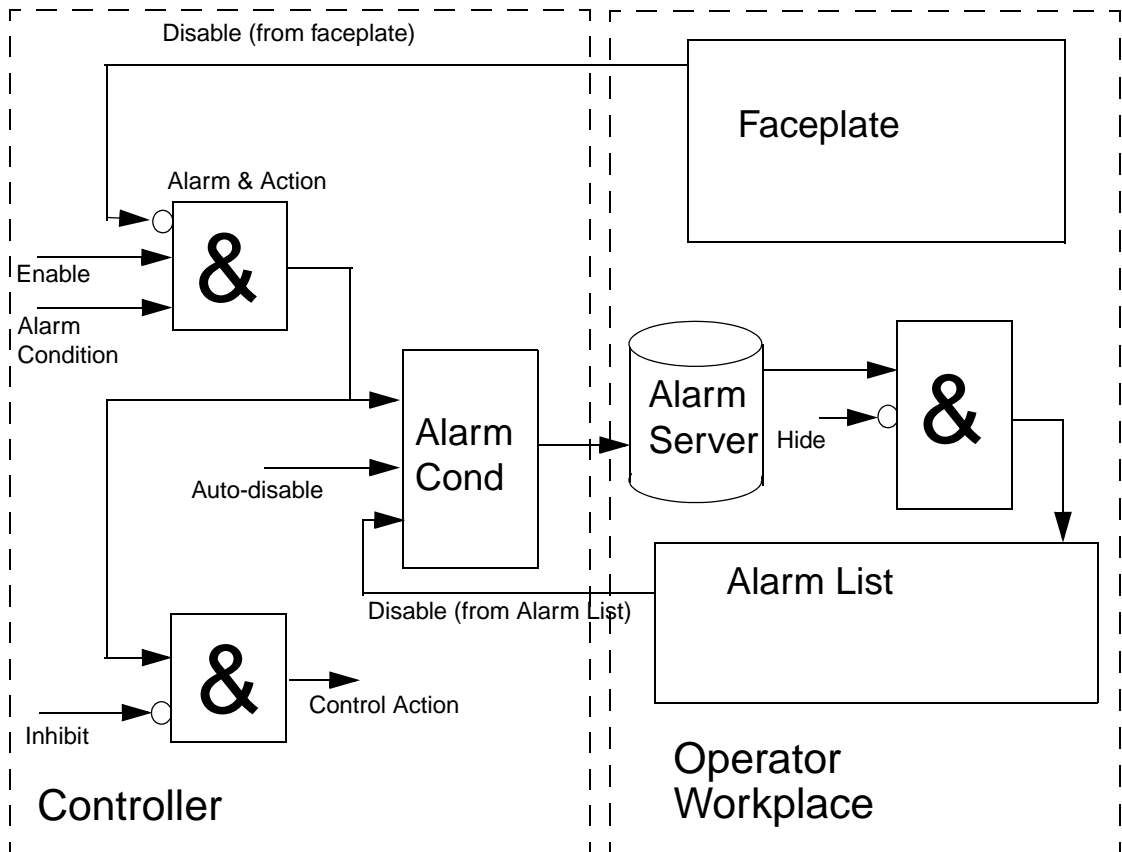 Disable (from faceplate)
Faceplate
Alarm & Action
&
Enable
Alarm
Condition
Alarm
Cond
Auto-disable
Alarm
Server
Hide
&
Alarm List
Disable (from Alarm List)
&
Control Action
Inhibit
Controller
Operator
Workplace